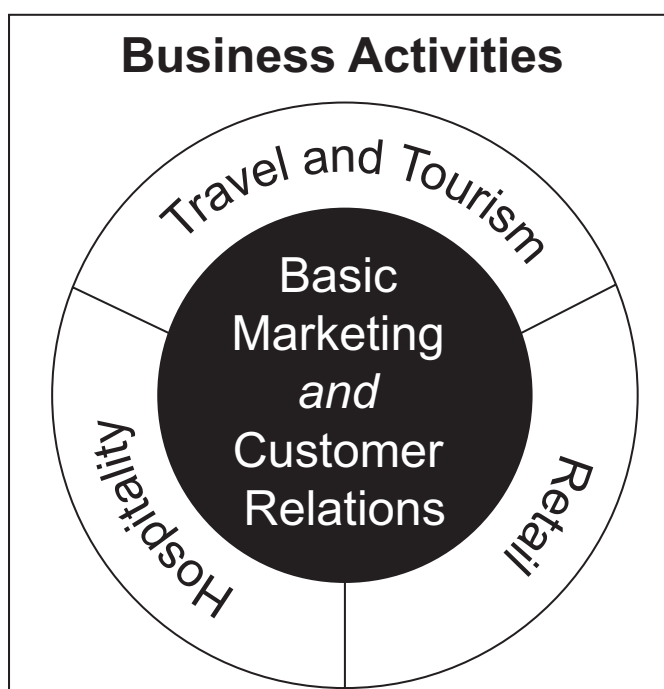 Business Activities
Travel and Tourism
Basic
Marketing
and
Customer
Relations
Hospitality
Retail